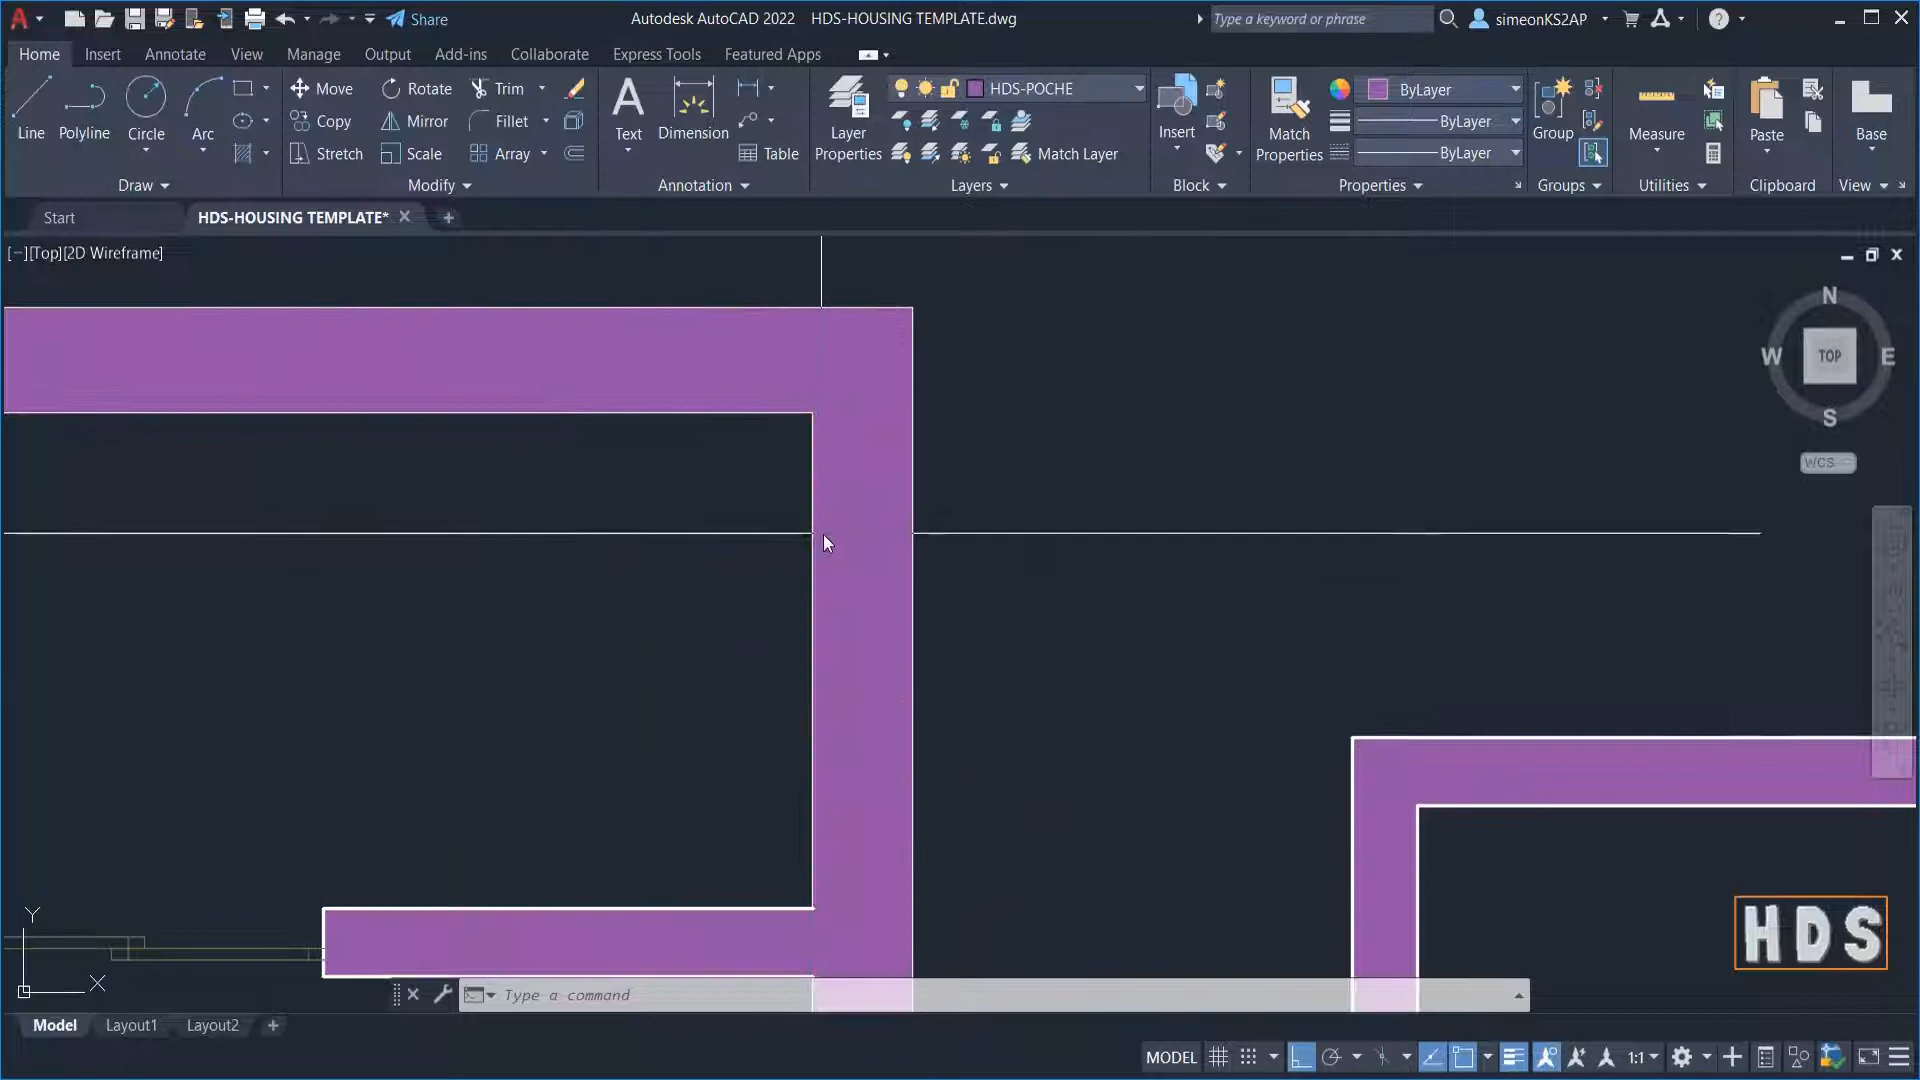 Share
Autodesk AutoCAD 2022 HDS-HOUSING TEMPLATE.dwg
Type a keyword or phrase
simeonKS2AP
Home Insert Annotate View Manage Output Add-ins Collaborate Express Tools Featured Apps
Line Polyline Circle Arc
Move Rotate Trim
Copy Mirror Fillet
Stretch Scale Array
Text Dimension Table
Layer Properties
HDS-POCHE
Match Layer
Insert
Match Properties
ByLayer
ByLayer
ByLayer
Group
Measure
Paste
Base
Draw Modify Annotation Layers Block Properties Groups Utilities Clipboard View
Start HDS-HOUSING TEMPLATE*
[−][Top][2D Wireframe]
N
W TOP E
S
WCS
Y
X
HDS
Type a command
Model Layout1 Layout2
MODEL 1:1